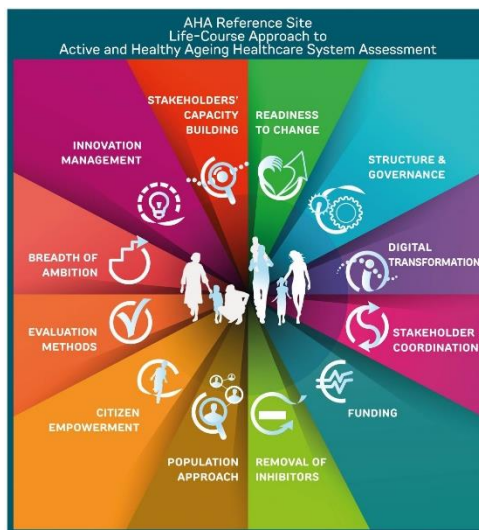 AHA Reference Site
Life-Course Approach to
Active and Healthy Ageing Healthcare System Assessment
STAKEHOLDERS'
CAPACITY
BUILDING
READINESS
TO CHANGE
INNOVATION
MANAGEMENT
STRUCTURE &
GOVERNANCE
BREADTH OF
AMBITION
DIGITAL
TRANSFORMATION
EVALUATION
METHODS
STAKEHOLDER
COORDINATION
CITIZEN
EMPOWERMENT
FUNDING
POPULATION
APPROACH
REMOVAL OF
INHIBITORS